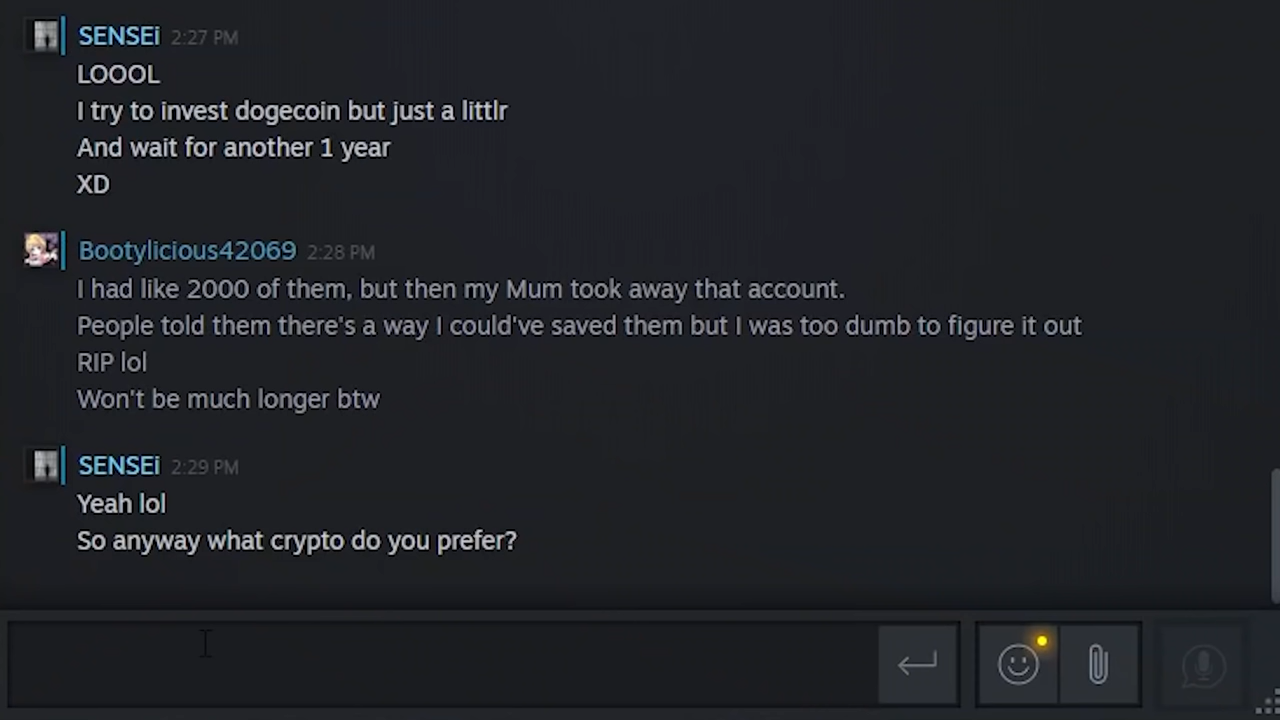 SENSEi 2:27 PM
LOOOL
I try to invest dogecoin but just a littlr
And wait for another 1 year
XD
Bootylicious42069 2:28 PM
I had like 2000 of them, but then my Mum took away that account.
People told them there's a way I could've saved them but I was too dumb to figure it out
RIP lol
Won't be much longer btw
SENSEi 2:29 PM
Yeah lol
So anyway what crypto do you prefer?